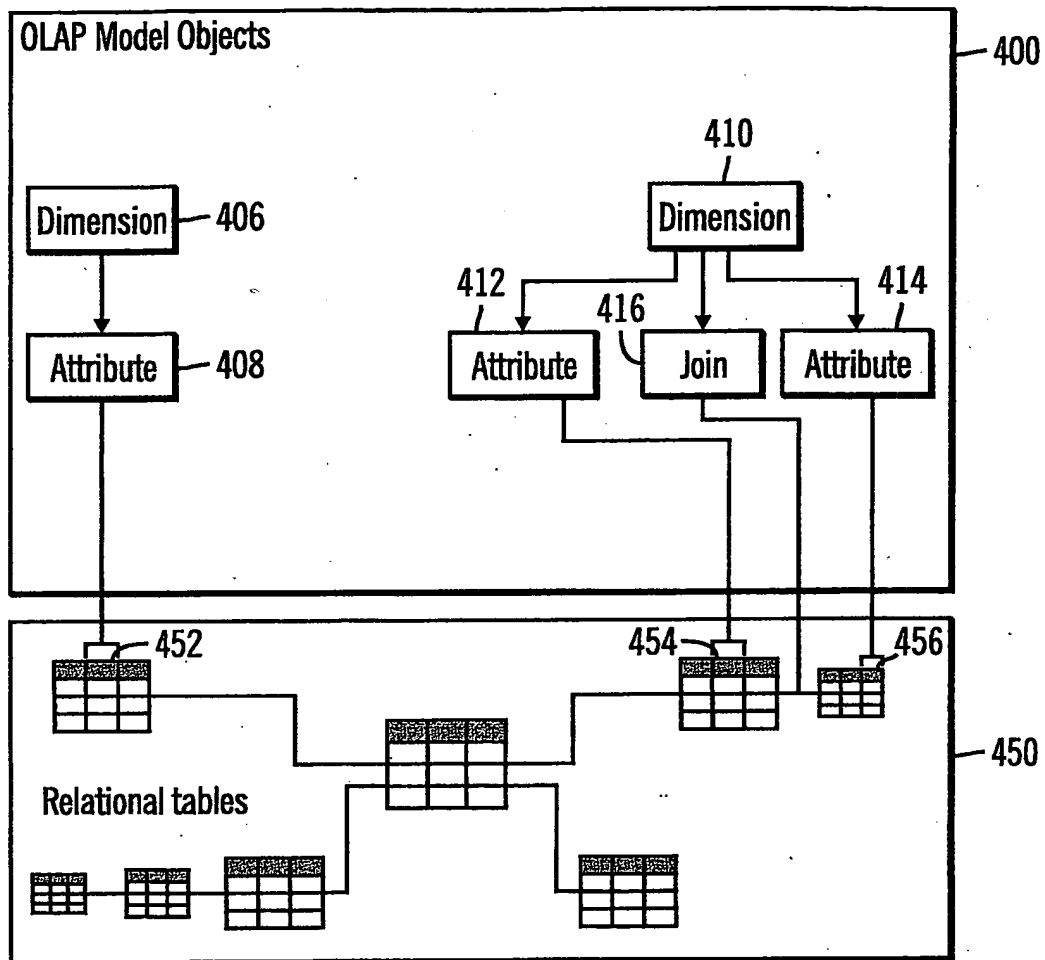 OLAP Model Objects
400
410
Dimension
406
Dimension
412
416
414
Attribute
408
Attribute
Join
Attribute
452
454
456
450
Relational tables